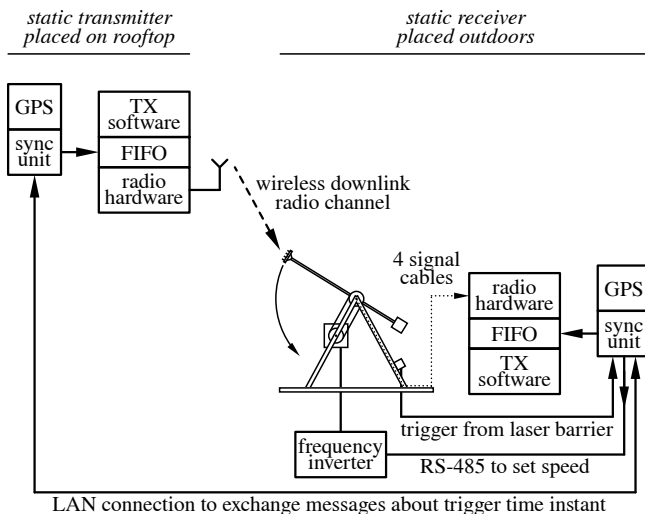 static transmitter
placed on rooftop
static receiver
placed outdoors
GPS
sync
unit
TX
software
FIFO
radio
hardware
wireless downlink
radio channel
4 signal
cables
radio
hardware
FIFO
TX
software
GPS
sync
unit
trigger from laser barrier
frequency
inverter
RS-485 to set speed
LAN connection to exchange messages about trigger time instant